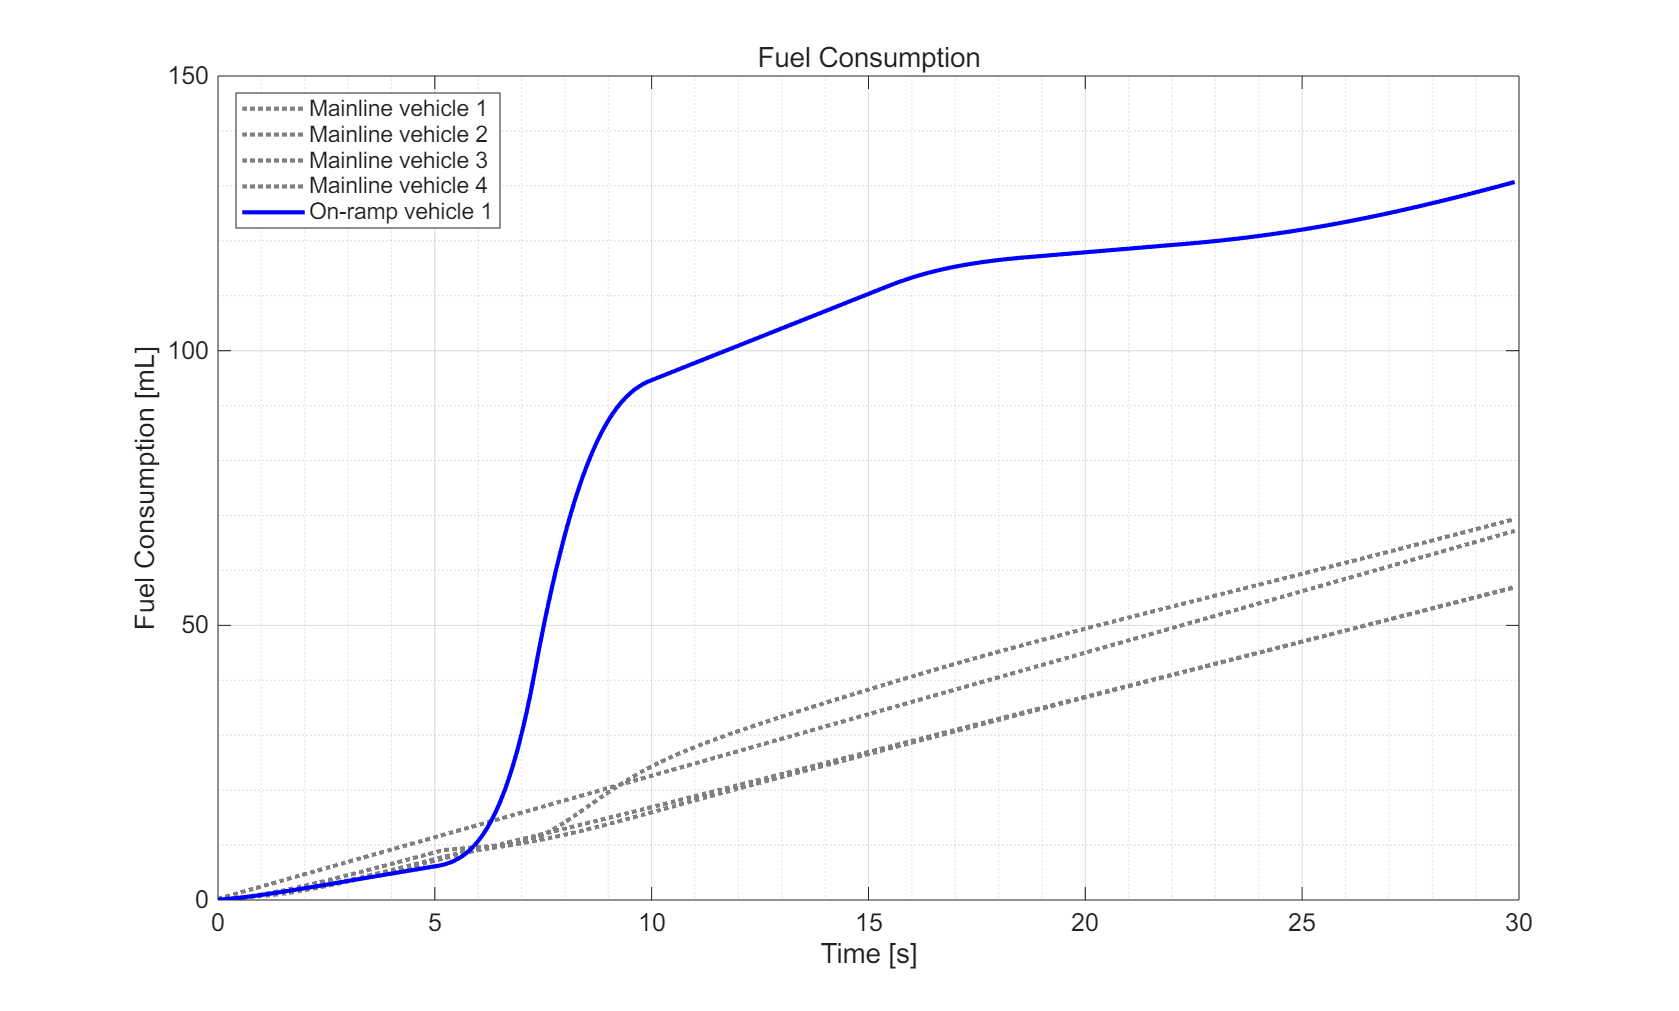 Fuel Consumption
150
100
50
0
Fuel Consumption [mL]
Mainline vehicle 1
Mainline vehicle 2
Mainline vehicle 3
Mainline vehicle 4
On-ramp vehicle 1
0 5 10 15 20 25 30
Time [s]